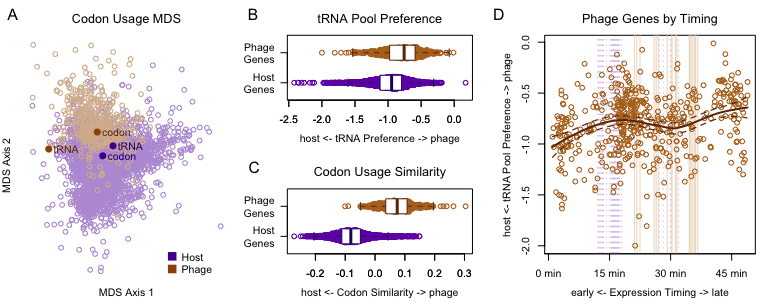 A
Codon Usage MDS
MDS Axis 2
codon
tRNA
tRNA
codon
Host
Phage
MDS Axis 1
B
tRNA Pool Preference
Phage
Genes
Host
Genes
-2.5 -2.0 -1.5 -1.0 -0.5 0.0
host <- tRNA Preference -> phage
C
Codon Usage Similarity
Phage
Genes
Host
Genes
-0.2 -0.1 0.0 0.1 0.2 0.3
-0.2
host <- Codon Similarity -> phage
D
Phage Genes by Timing
host <- tRNA Pool Preference -> phage
0.0
-0.5
-1.0
-1.5
-2.0
0 min 15 min 30 min 45 min
early <- Expression Timing -> late